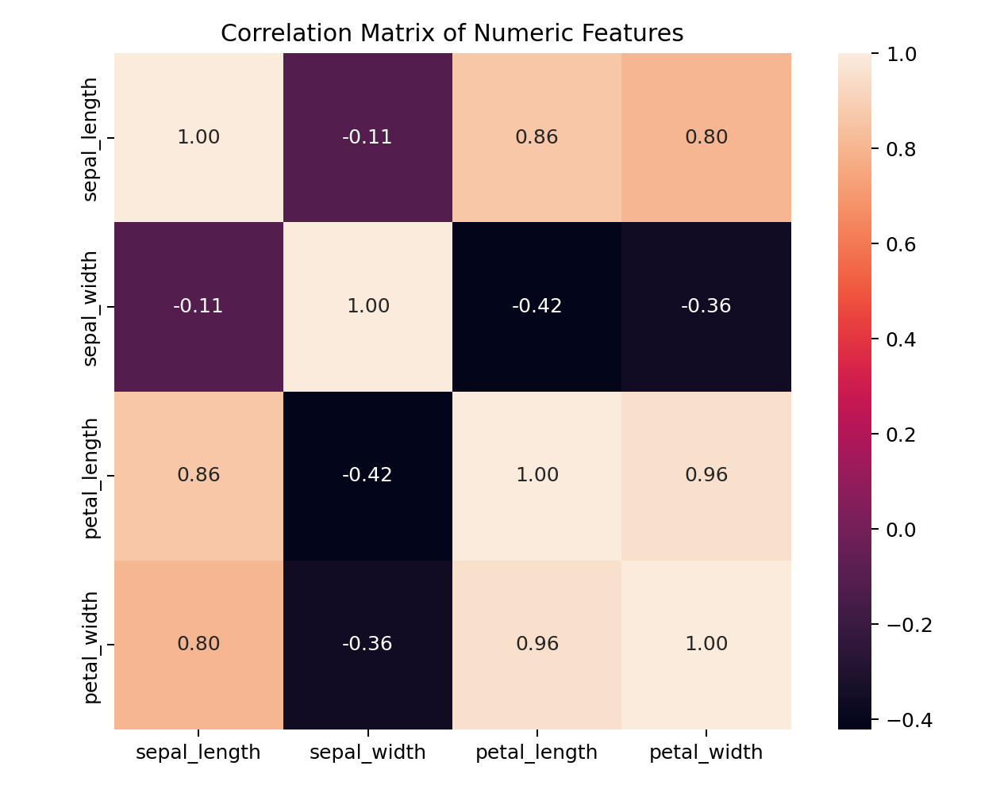 Correlation Matrix of Numeric Features
sepal_length
1.00 -0.11 0.86 0.80
sepal_width
-0.11 1.00 -0.42 -0.36
petal_length
0.86 -0.42 1.00 0.96
petal_width
0.80 -0.36 0.96 1.00
sepal_length sepal_width petal_length petal_width
1.0
0.8
0.6
0.4
0.2
0.0
−0.2
−0.4